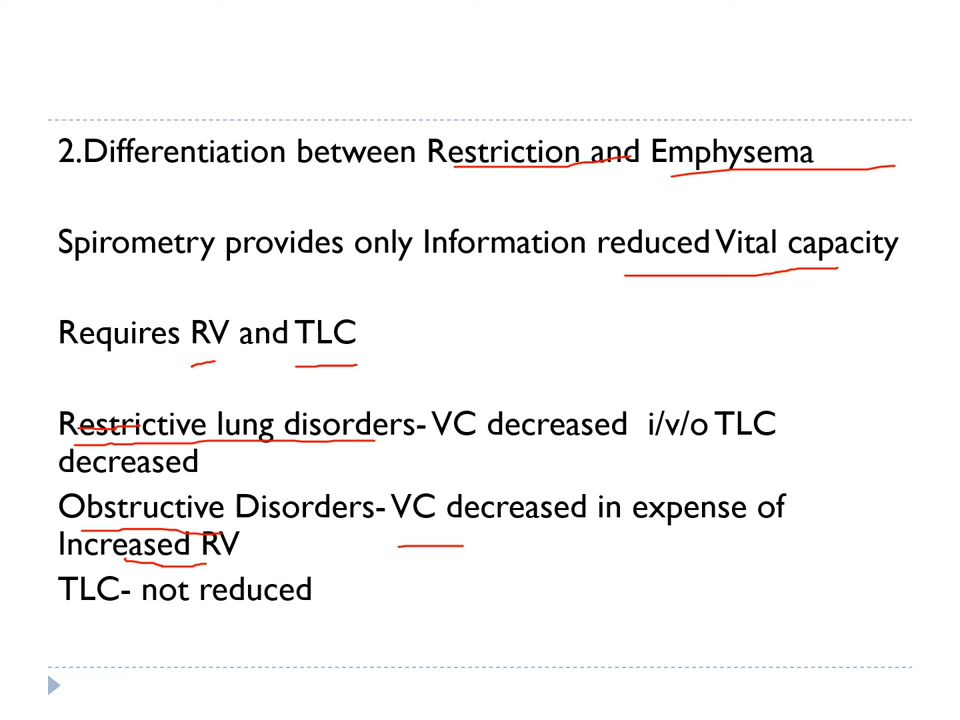 2.Differentiation between Restriction and Emphysema
Spirometry provides only Information reduced Vital capacity
Requires RV and TLC
Restrictive lung disorders- VC decreased i/v/o TLC
decreased
Obstructive Disorders- VC decreased in expense of
Increased RV
TLC- not reduced